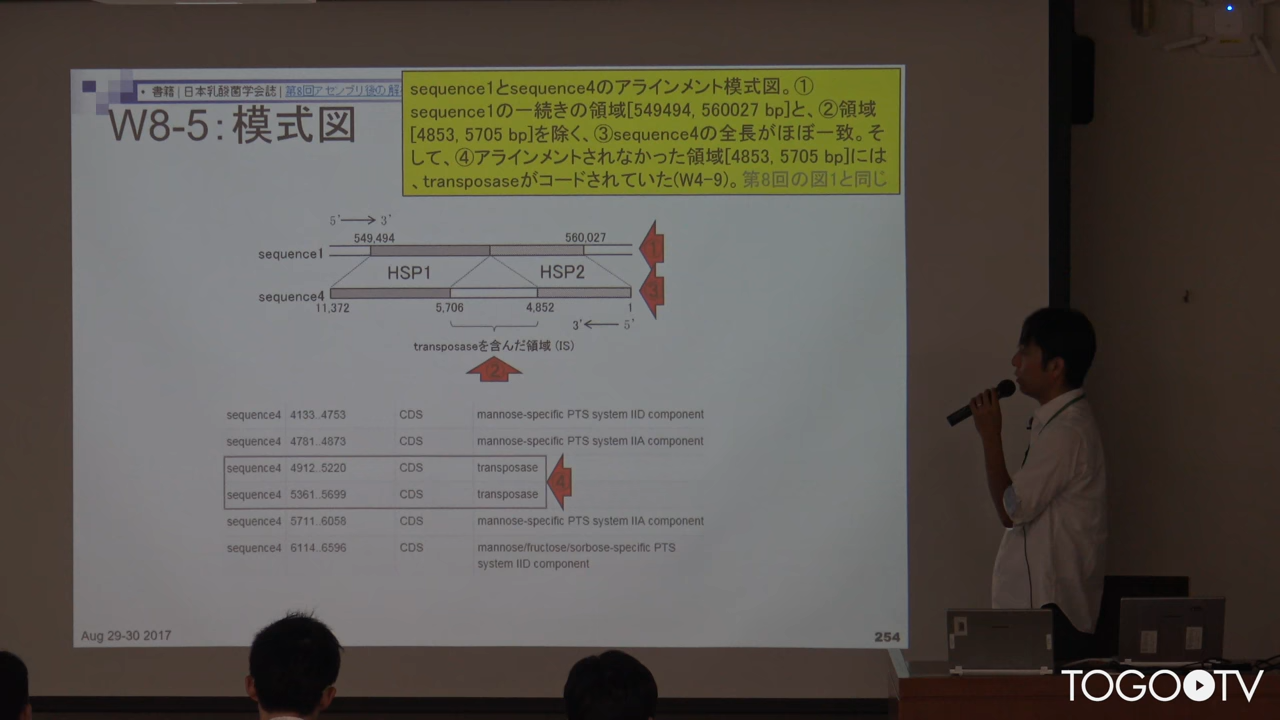 ・書籍 | 日本乳酸菌学会誌 | 第8回アセンブリ後の解
W8-5：模式図
sequence1とsequence4のアラインメント模式図。①
sequence1の一続きの領域[549494, 560027 bp]と、②領域
[4853, 5705 bp]を除く、③sequence4の全長がほぼ一致。そ
して、④アラインメントされなかった領域[4853, 5705 bp]には
、transposaseがコードされていた(W4-9)。第8回の図1と同じ
5' 3'
549,494 560,027
sequence1 1
HSP1 HSP2
sequence4 3
11,372 5,706 4,852 1
3' 5'
transposaseを含んだ領域 (IS)
2
sequence4 4133..4753 CDS mannose-specific PTS system IID component
sequence4 4781..4873 CDS mannose-specific PTS system IIA component
sequence4 4912..5220 CDS transposase
4
sequence4 5361..5699 CDS transposase
sequence4 5711..6058 CDS mannose-specific PTS system IIA component
sequence4 6114..6596 CDS mannose/fructose/sorbose-specific PTS
system IID component
Aug 29-30 2017 254
TOGO TV